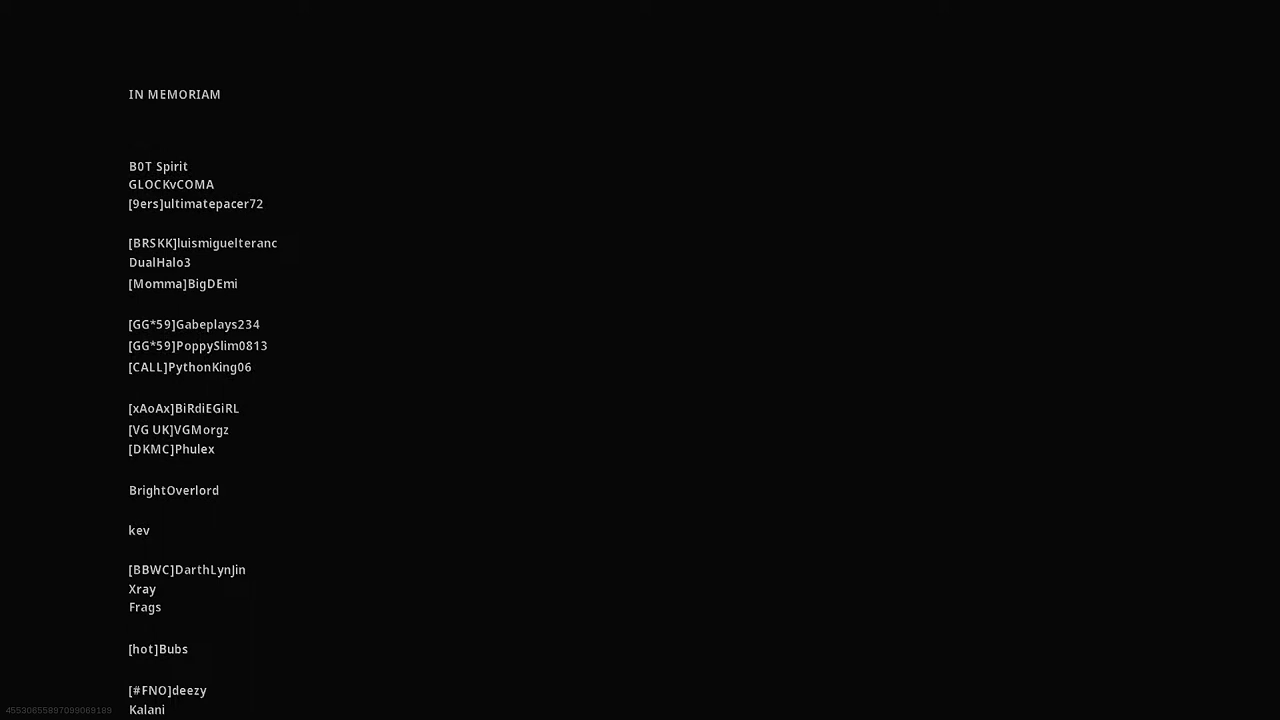 IN MEMORIAM
B0T Spirit
GLOCKvCOMA
[9ers]ultimatepacer72
[BRSKK]luismiguelteranc
DualHalo3
[Momma]BigDEmi
[GG*59]Gabeplays234
[GG*59]PoppySlim0813
[CALL]PythonKing06
[xAoAx]BiRdiEGiRL
[VG UK]VGMorgz
[DKMC]Phulex
BrightOverlord
kev
[BBWC]DarthLynJin
Xray
Frags
[hot]Bubs
[#FNO]deezy
Kalani
45530655897099069189